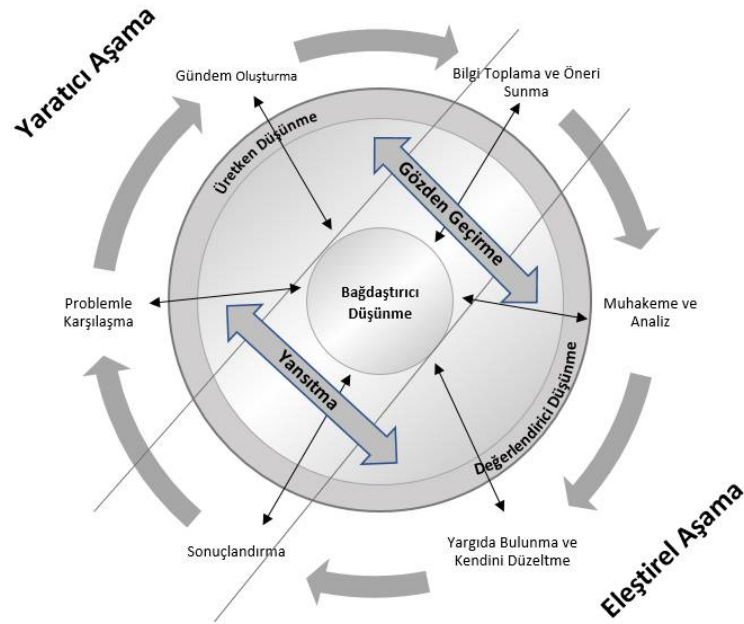 Yaratıcı Aşama
Gündem Oluşturma
Bilgi Toplama ve Öneri
Sunma
Üretken Düşünme
Gözden Geçirme
Problemle
Karşılaşma
Bağdaştırıcı
Düşünme
Muhakeme ve
Analiz
Yansıtma
Değerlendirici Düşünme
Sonuçlandırma
Yargıda Bulunma ve
Kendini Düzeltme
Eleştirel Aşama